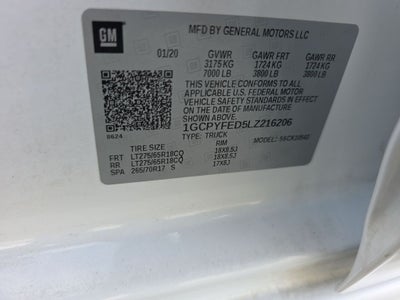 GM
MFD BY GENERAL MOTORS LLC
01/20 GVWR GAWR FRT GAWR RR
3175 KG 1724 KG 1724 KG
7000 LB 3800 LB 3800 LB
THIS VEHICLE CONFORMS TO ALL
APPLICABLE U.S. FEDERAL MOTOR
VEHICLE SAFETY STANDARDS IN EFFECT ON
THE DATE OF MANUFACTURE SHOWN ABOVE.
1GCPYFED5LZ216206
0624 TYPE: TRUCK
TIRE SIZE RIM
FRT LT275/65R18CQ 18X8.5J
RR LT275/65R18CQ 18X8.5J
SPA 265/70R17 S 17X8J